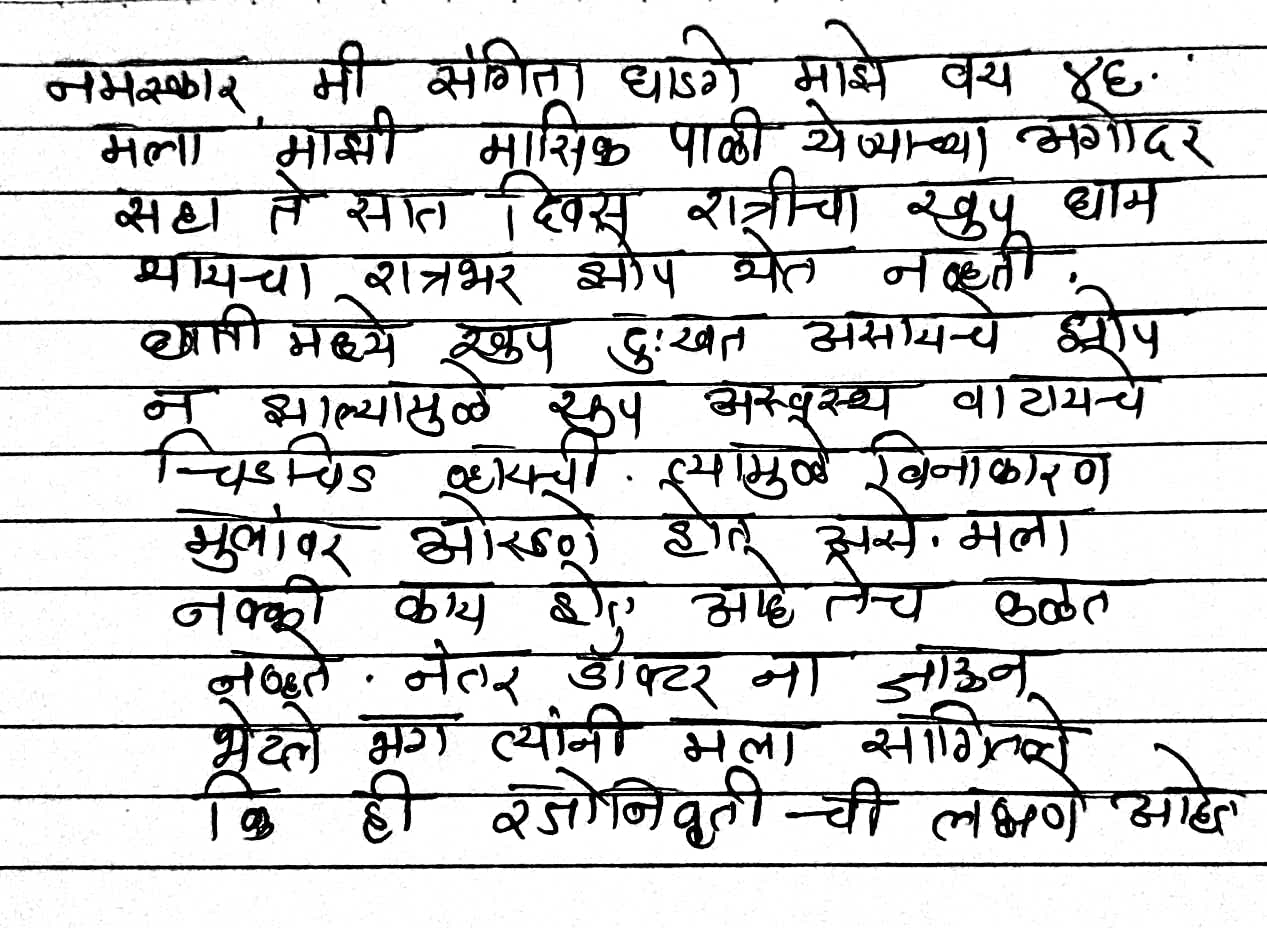 नमस्कार, मी संगिता घाडगे माझे वय ४६.
मला माझी मासिक पाळी येण्याच्या अगोदर
सहा ते सात दिवस रात्रीचा खुप घाम
यायचा रात्रभर झोप येत नव्हती.
छाती मध्ये खुप दुःखत असायचे झोप
न झाल्यामुळे खुप अस्वस्थ वाटायचे
चिडचिड व्हायची. त्यामुळे विनाकारण
मुलांवर ओरडणे होत असे. मला
नक्की काय होत आहे तेच कळत
नव्हते. नंतर डॉक्टर ना जाऊन
भेटले मग त्यांनी मला सांगितले
कि ही रजोनिवृती ची लक्षणे आहेत